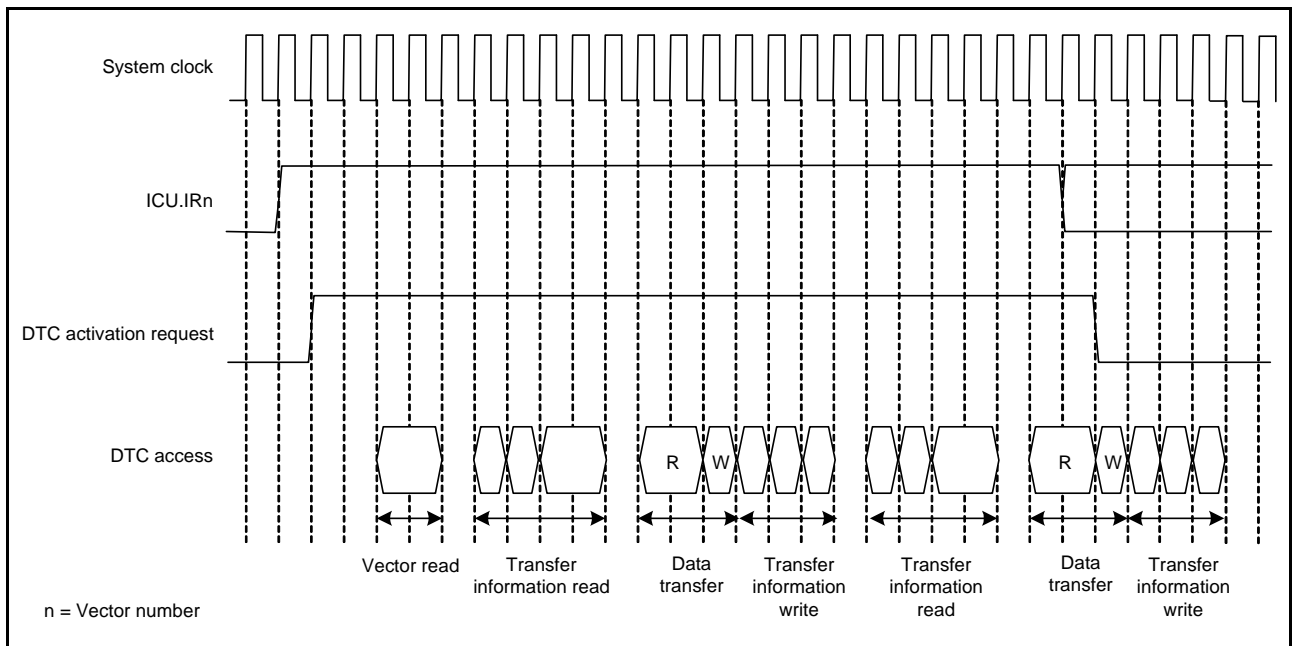 System clock
ICU.IRn
DTC activation request
DTC access
R
W
R
W
Vector read
Transfer
information read
Data
transfer
Transfer
information
write
Transfer
information
read
Data
transfer
Transfer
information
write
n = Vector number